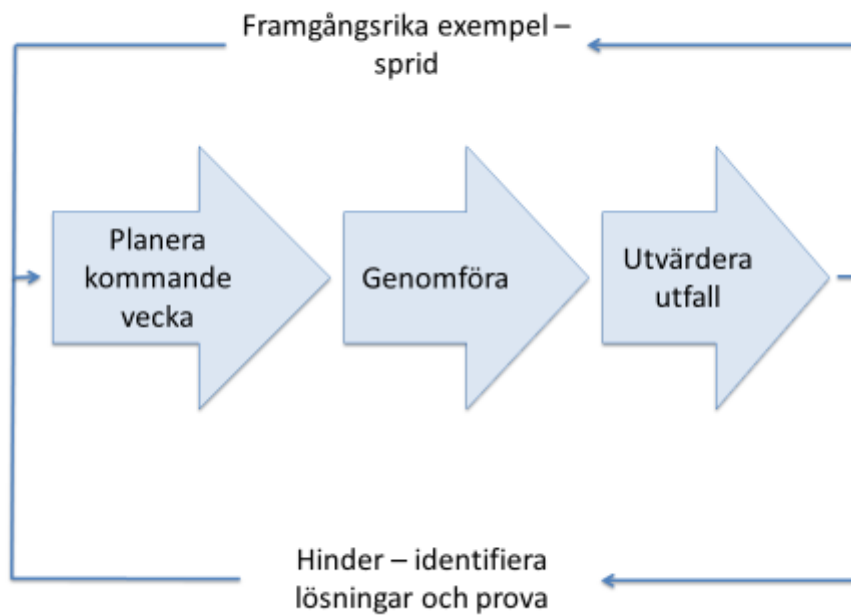 Framgångsrika exempel –
sprid
Planera
kommande
vecka
Genomföra
Utvärdera
utfall
Hinder – identifiera
lösningar och prova